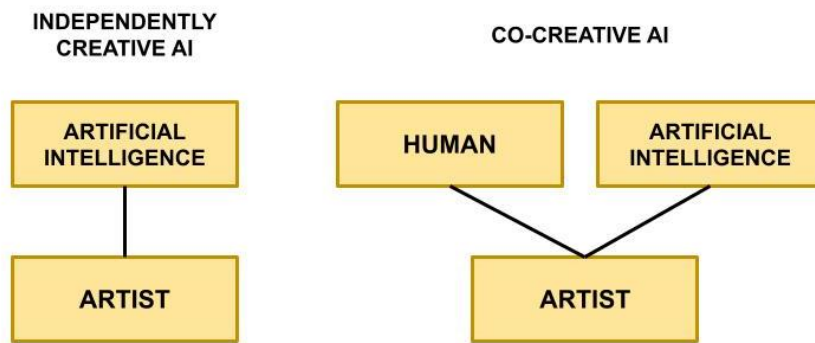 INDEPENDENTLY
CREATIVE AI
ARTIFICIAL
INTELLIGENCE
ARTIST
CO-CREATIVE AI
HUMAN
ARTIFICIAL
INTELLIGENCE
ARTIST